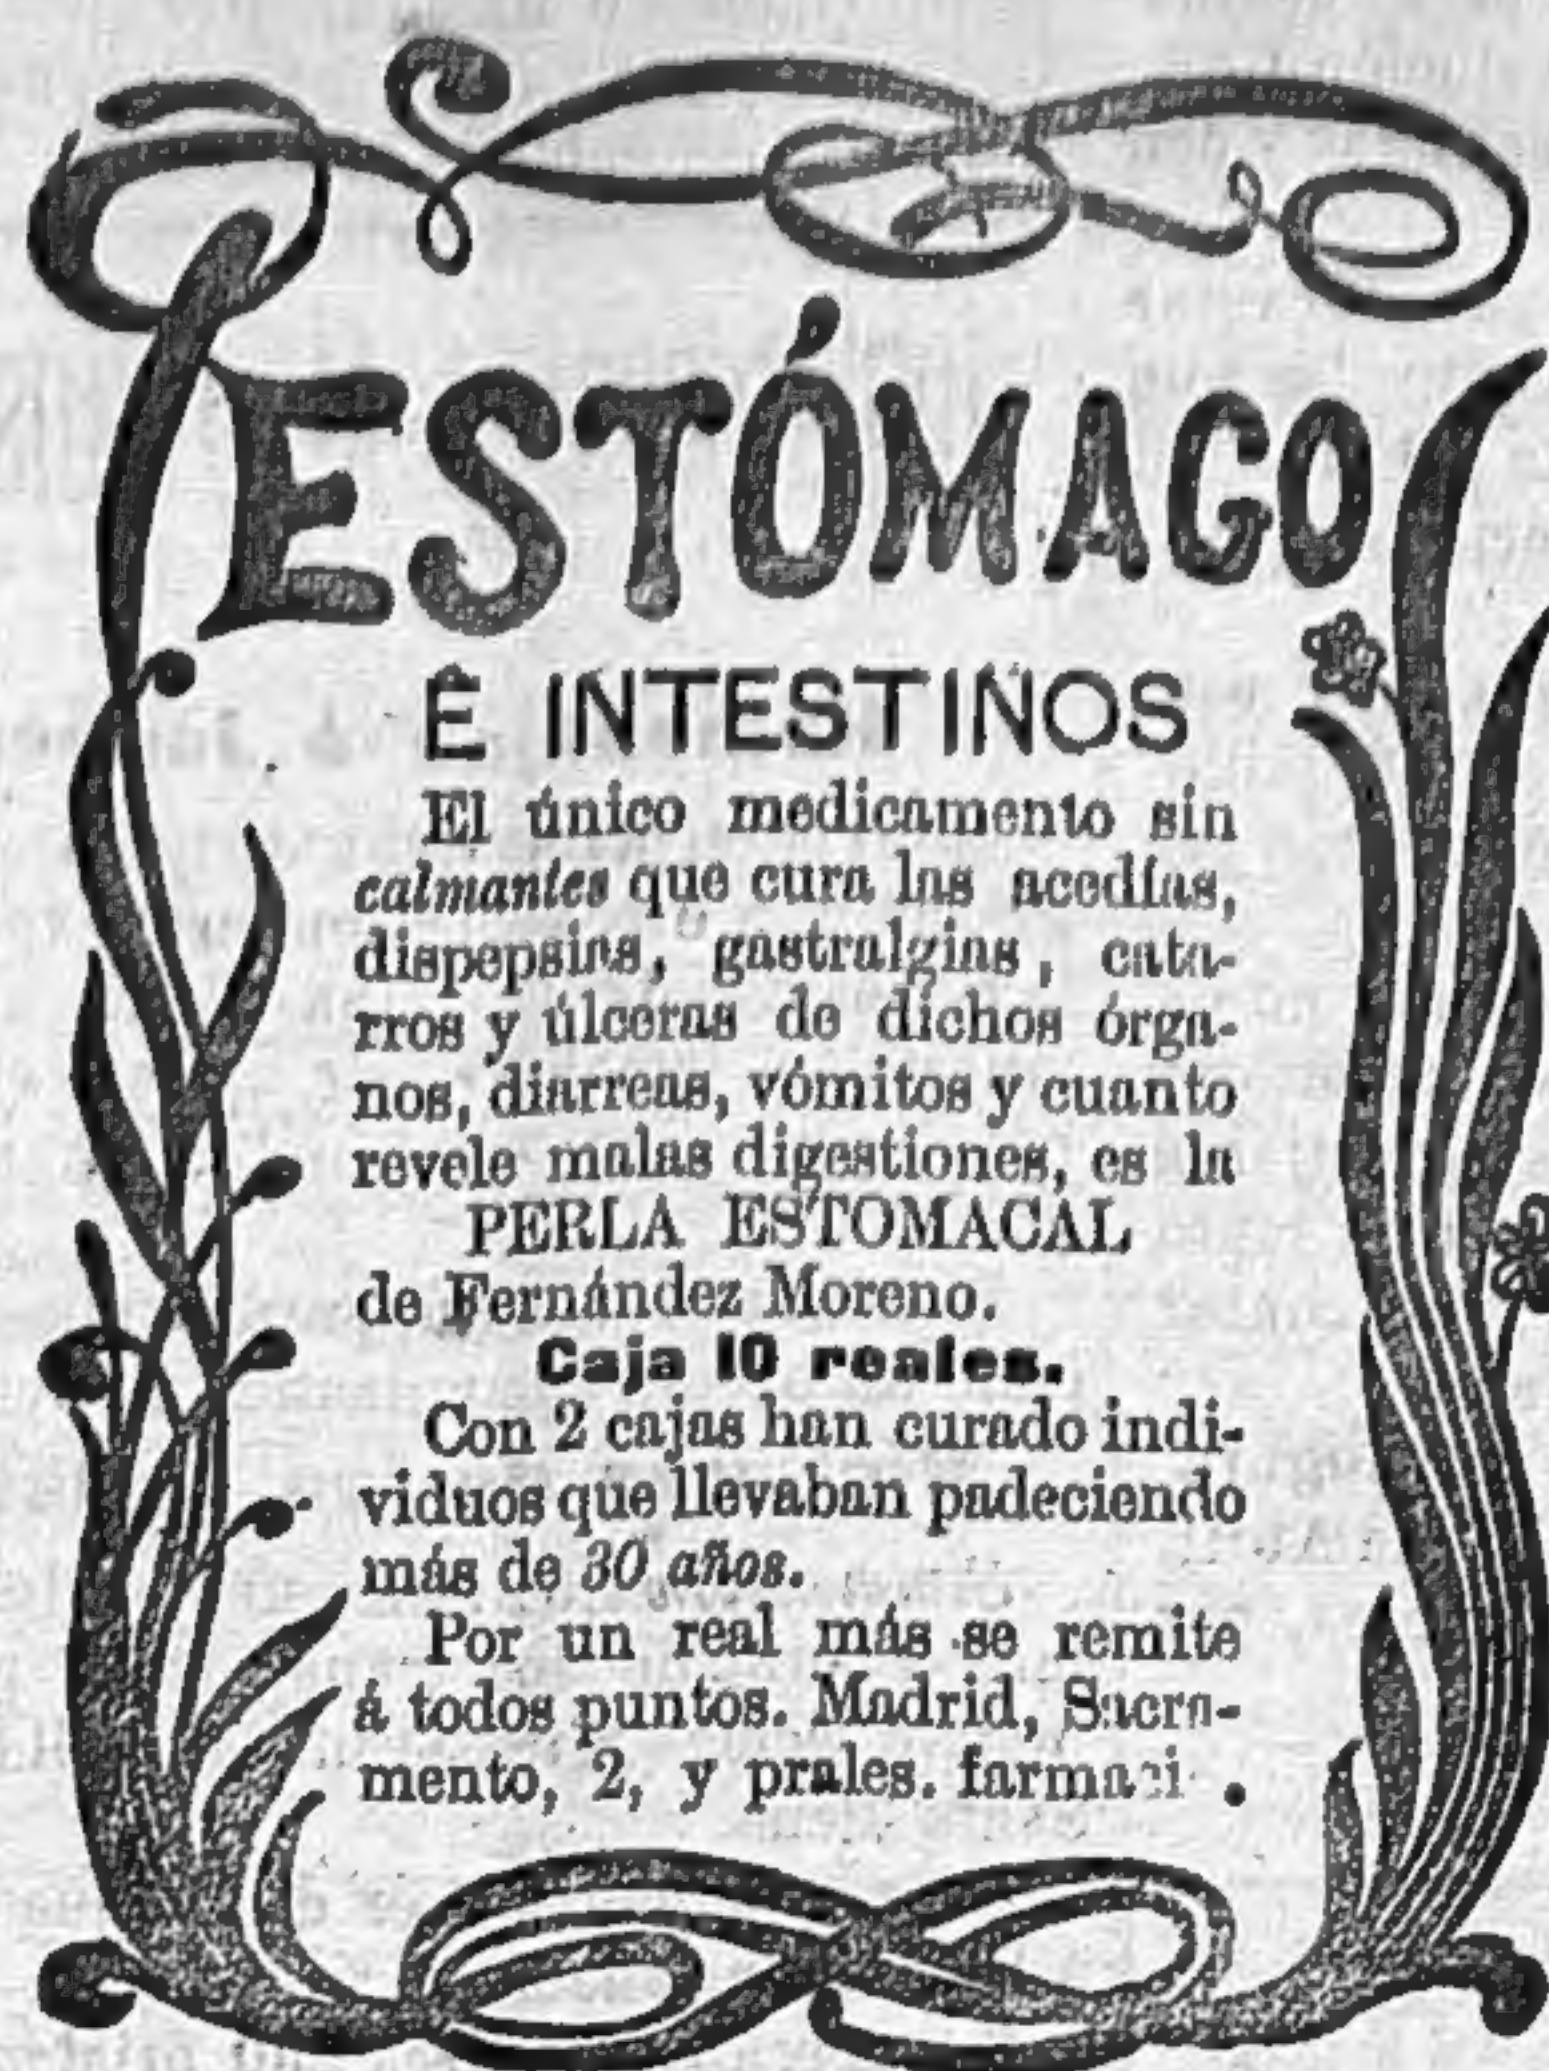 ESTÓMAGO
É INTESTINOS
El único medicamento sin
calmantes que cura las acedías,
dispepsias, gastralgias, cata-
rros y úlceras de dichos órga-
nos, diarreas, vómitos y cuanto
revele malas digestiones, es la
PERLA ESTOMACAL
de Fernández Moreno.
Caja 10 reales.
Con 2 cajas han curado indi-
viduos que llevaban padeciendo
más de 30 años.
Por un real más se remite
á todos puntos. Madrid, Sacra-
mento, 2, y prales.